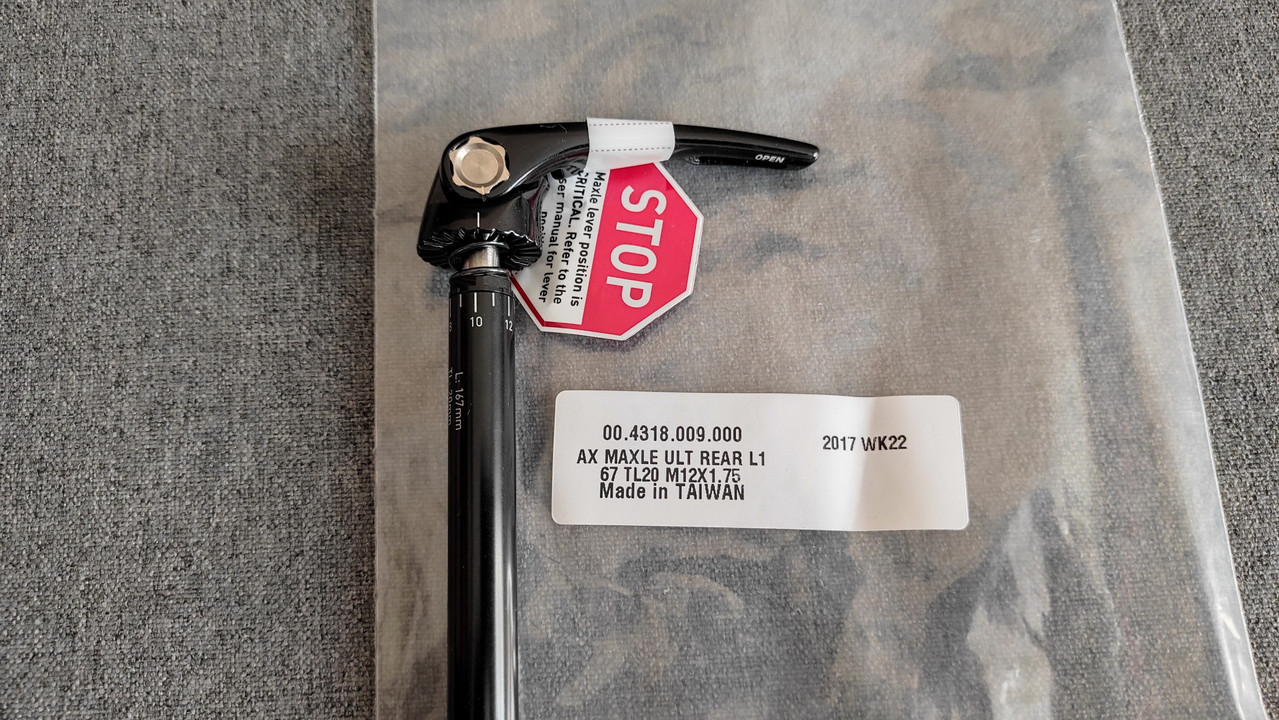 OPEN
STOP
Maxle lever position is
CRITICAL. Refer to the
user manual for lever
10 12
L: 167mm
00.4318.009.000
AX MAXLE ULT REAR L1
67 TL20 M12X1.75
Made in TAIWAN
2017 WK22